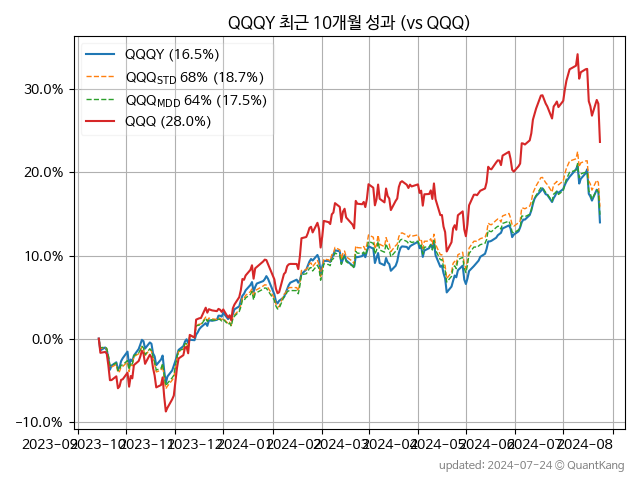 QQQY 최근 10개월 성과 (vs QQQ)
QQQY (16.5%)
QQQSTD 68% (18.7%)
QQQMDD 64% (17.5%)
QQQ (28.0%)
30.0%
20.0%
10.0%
0.0%
-10.0%
2023-09 2023-10 2023-11 2023-12 2024-01 2024-02 2024-03 2024-04 2024-05 2024-06 2024-07 2024-08
updated: 2024-07-24 ⓒ QuantKang